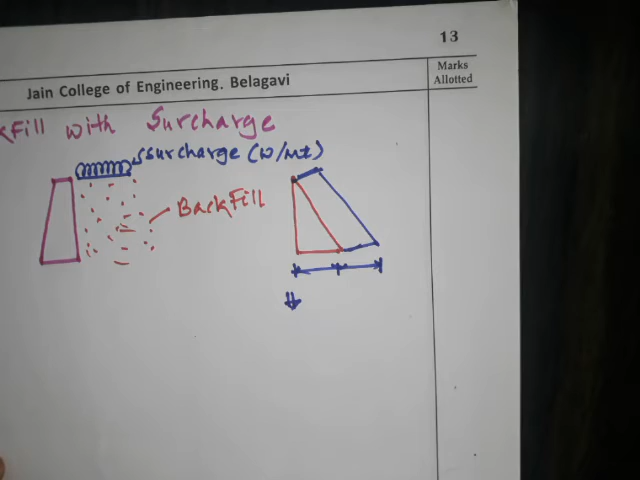 13
Jain College of Engineering, Belagavi
Marks
Allotted
kfill with Surcharge
surcharge (w/mt)
Backfill